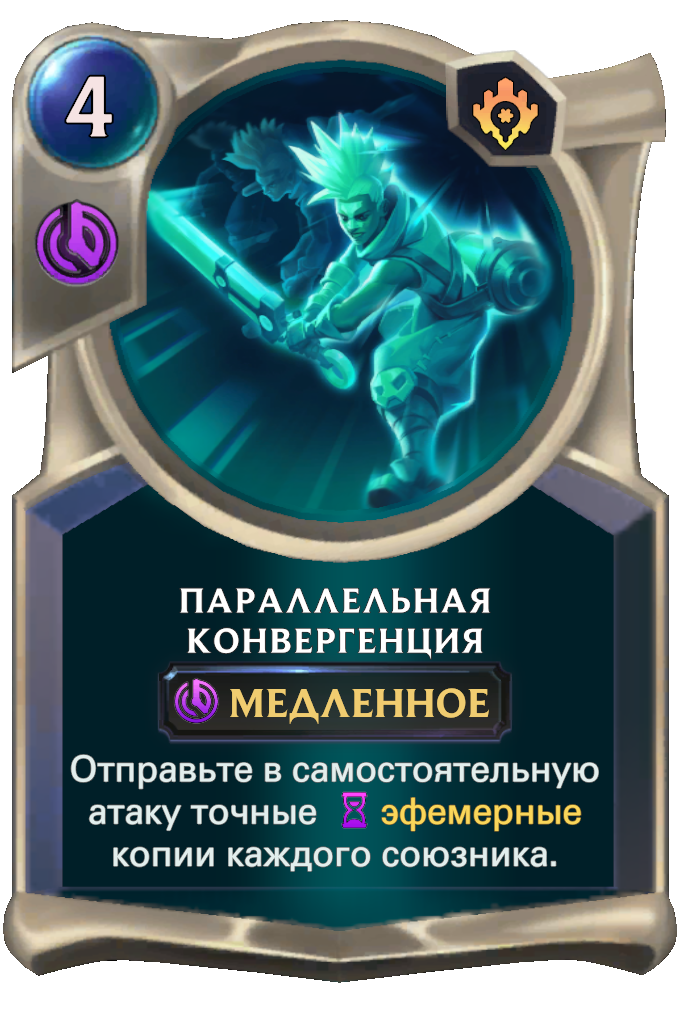 4
ПАРАЛЛЕЛЬНАЯ
КОНВЕРГЕНЦИЯ
МЕДЛЕННОЕ
Отправьте в самостоятельную
атаку точные эфемерные
копии каждого союзника.